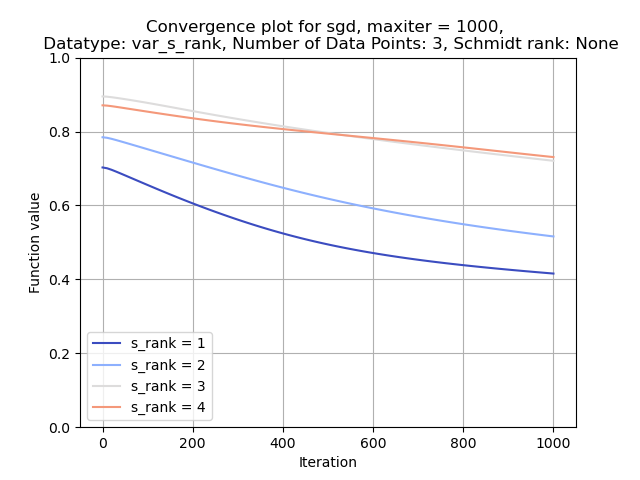 Convergence plot for sgd, maxiter = 1000,
Datatype: var_s_rank, Number of Data Points: 3, Schmidt rank: None
1.0
0.8
0.6
0.4
0.2
0.0
Function value
s_rank = 1
s_rank = 2
s_rank = 3
s_rank = 4
0 200 400 600 800 1000
Iteration